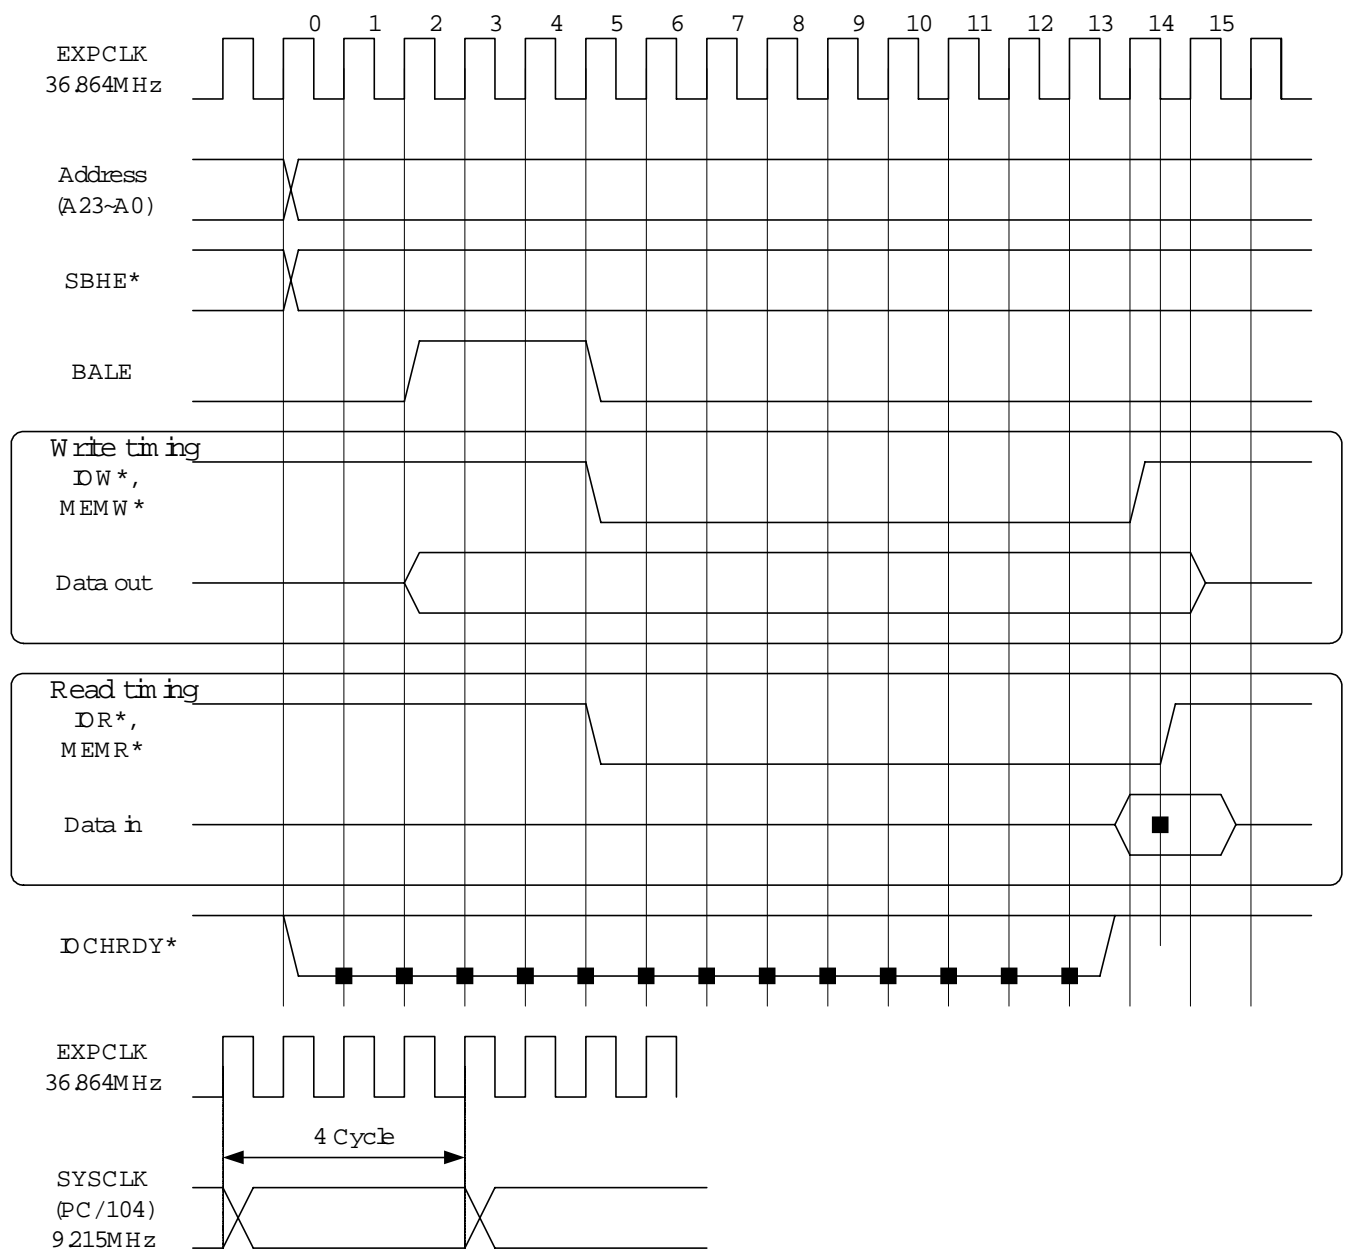 0 1 2 3 4 5 6 7 8 9 10 11 12 13 14 15
EXPCLK
36.864MHz
Address
(A23~A0)
SBHE*
BALE
Write timing
IOW*,
MEMW*
Data out
Read timing
IOR*,
MEMR*
Data in
IOCHRDY*
EXPCLK
36.864MHz
4 Cycle
SYSCLK
(PC/104)
9.215MHz